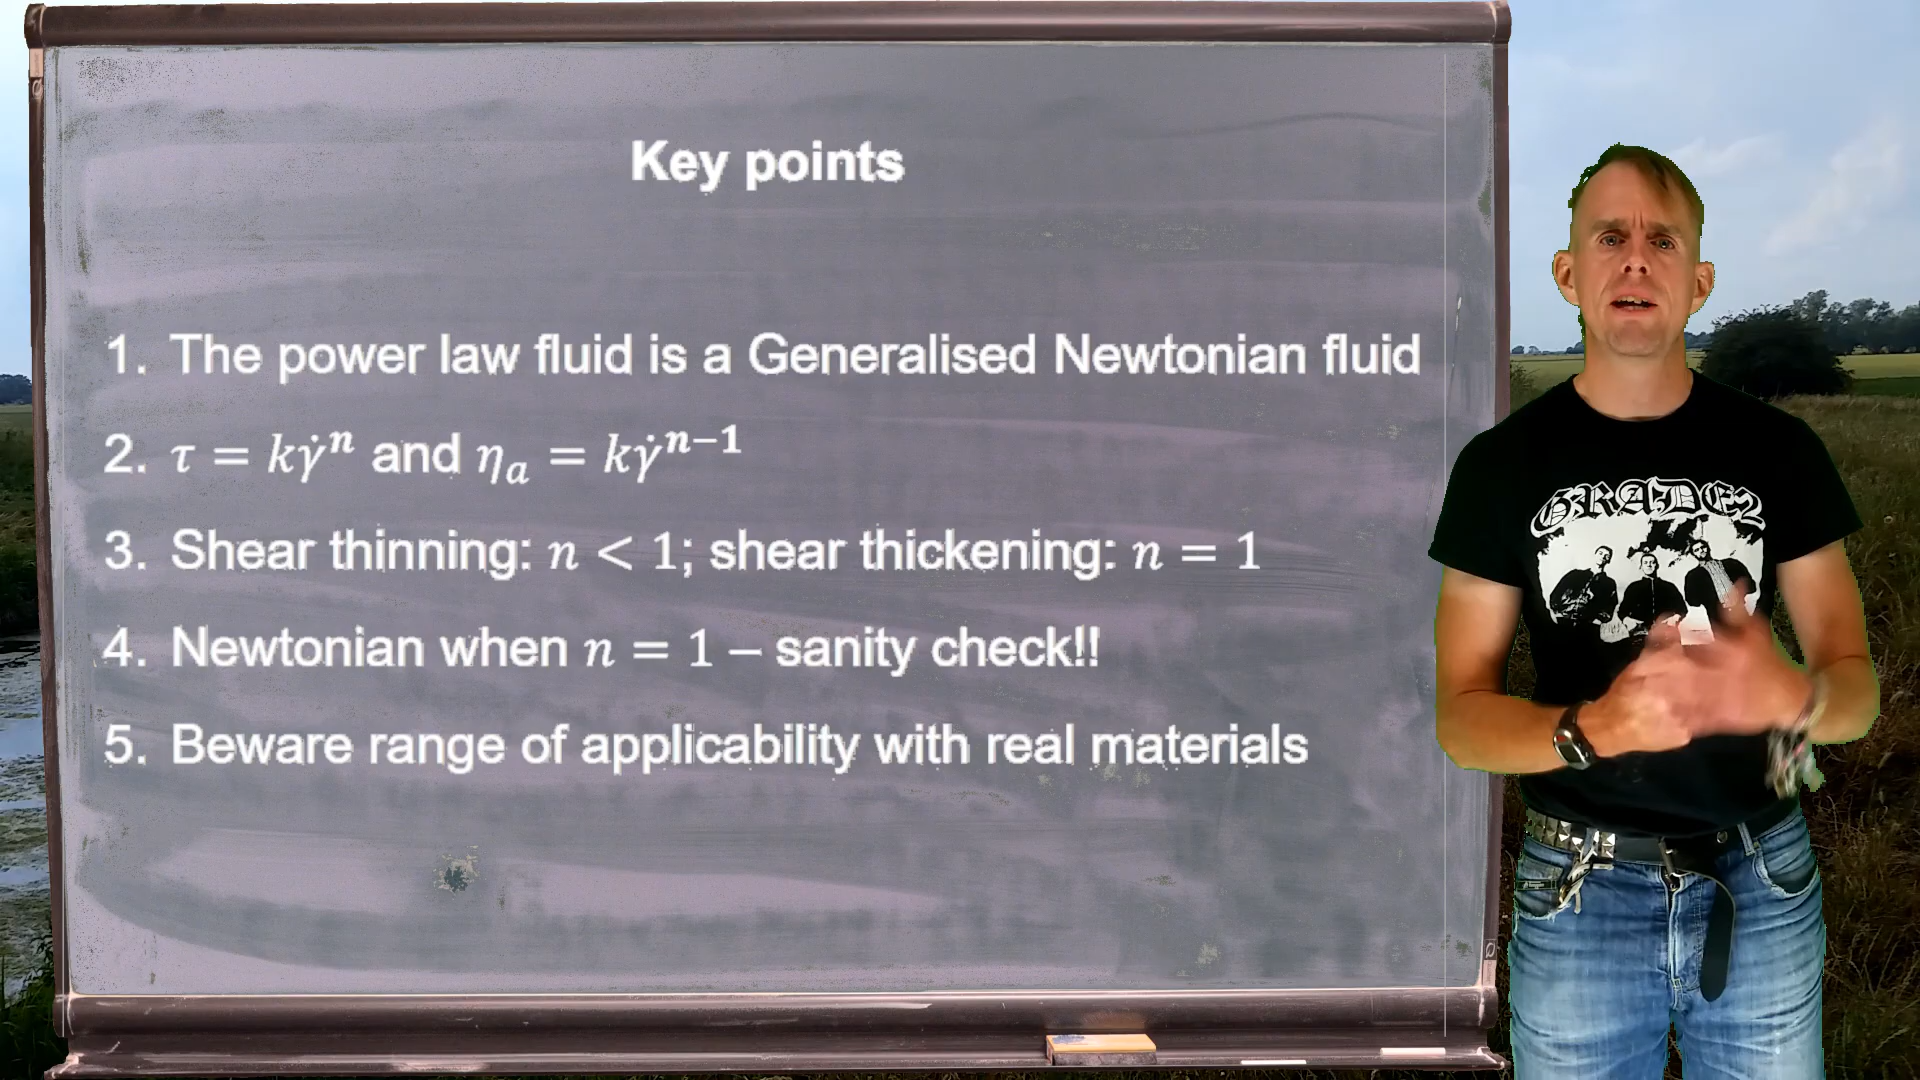 Key points
1. The power law fluid is a Generalised Newtonian fluid
2. τ = kγ̇ⁿ and ηₐ = kγ̇ⁿ⁻¹
3. Shear thinning: n < 1; shear thickening: n = 1
4. Newtonian when n = 1 – sanity check!!
5. Beware range of applicability with real materials
GRADE2